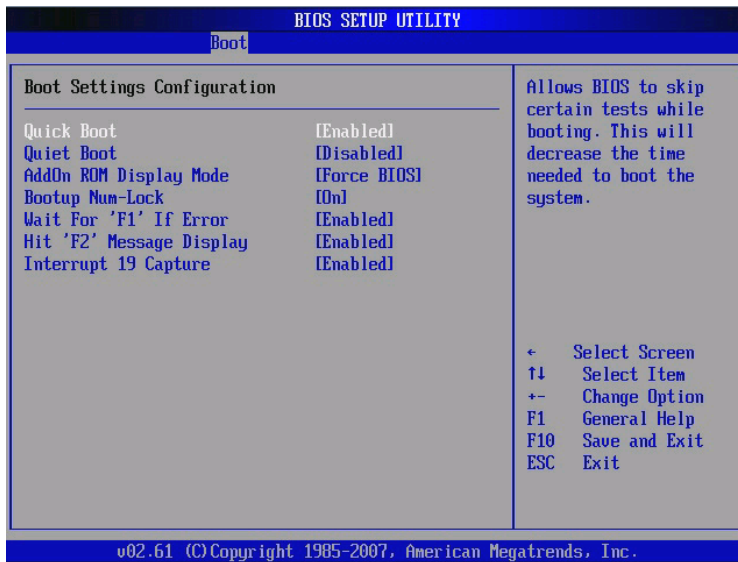 BIOS SETUP UTILITY
Boot
Boot Settings Configuration
Quick Boot [Enabled]
Quiet Boot [Disabled]
AddOn ROM Display Mode [Force BIOS]
Bootup Num-Lock [On]
Wait For 'F1' If Error [Enabled]
Hit 'F2' Message Display [Enabled]
Interrupt 19 Capture [Enabled]
Allows BIOS to skip
certain tests while
booting. This will
decrease the time
needed to boot the
system.
← Select Screen
↑↓ Select Item
+- Change Option
F1 General Help
F10 Save and Exit
ESC Exit
v02.61 (C)Copyright 1985-2007, American Megatrends, Inc.